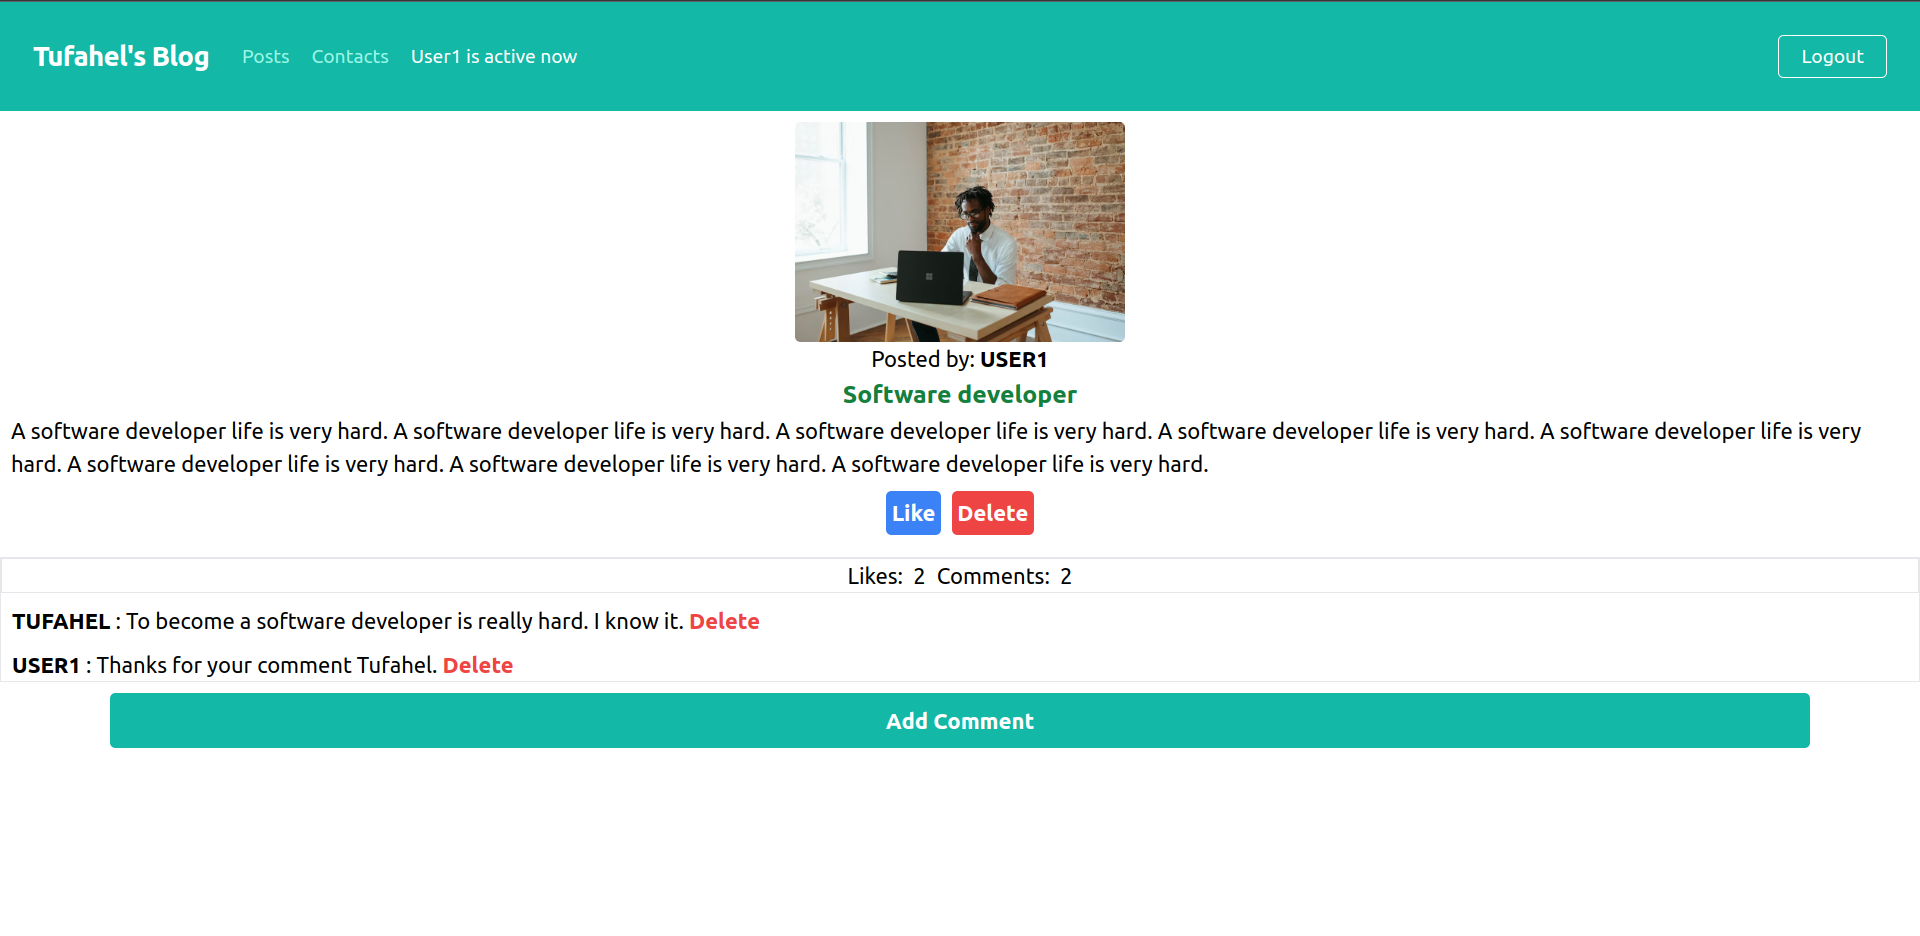 Tufahel's Blog Posts Contacts User1 is active now Logout
Posted by: USER1
Software developer
A software developer life is very hard. A software developer life is very hard. A software developer life is very hard. A software developer life is very hard. A software developer life is very
hard. A software developer life is very hard. A software developer life is very hard. A software developer life is very hard.
Like Delete
Likes: 2 Comments: 2
TUFAHEL : To become a software developer is really hard. I know it. Delete
USER1 : Thanks for your comment Tufahel. Delete
Add Comment